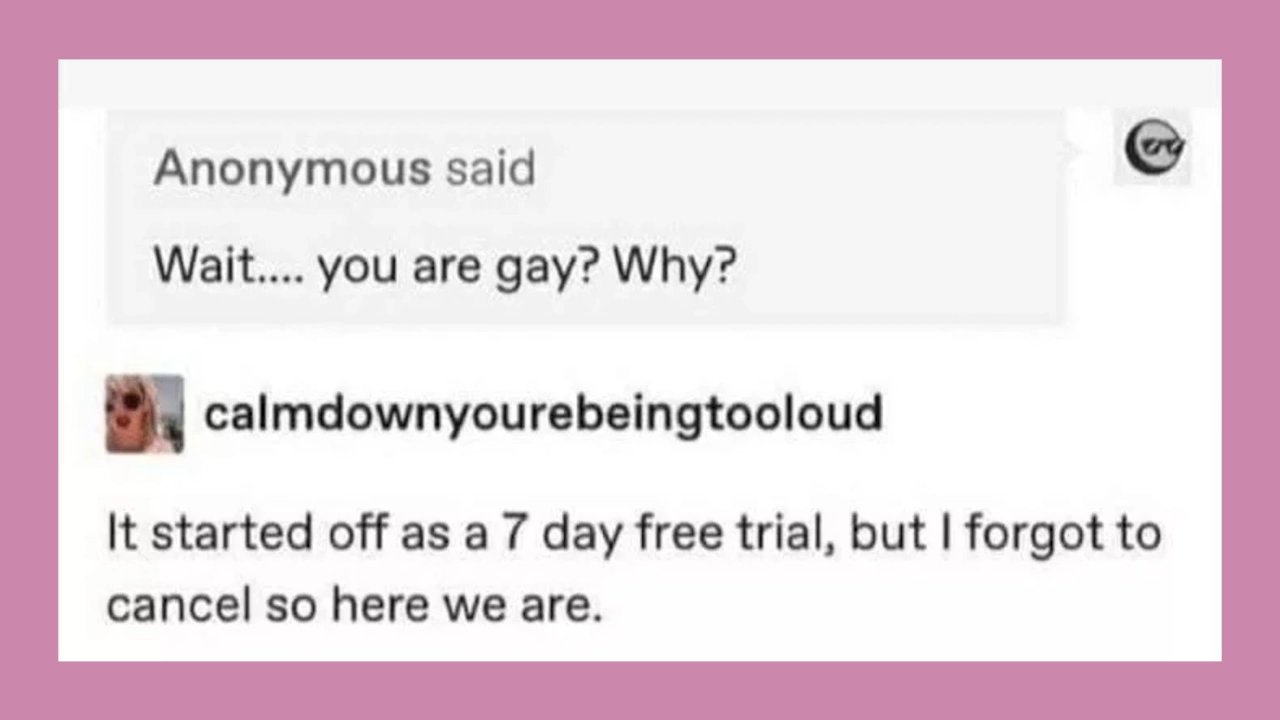 Anonymous said
Wait.... you are gay? Why?
calmdownyourebeingtooloud
It started off as a 7 day free trial, but I forgot to
cancel so here we are.